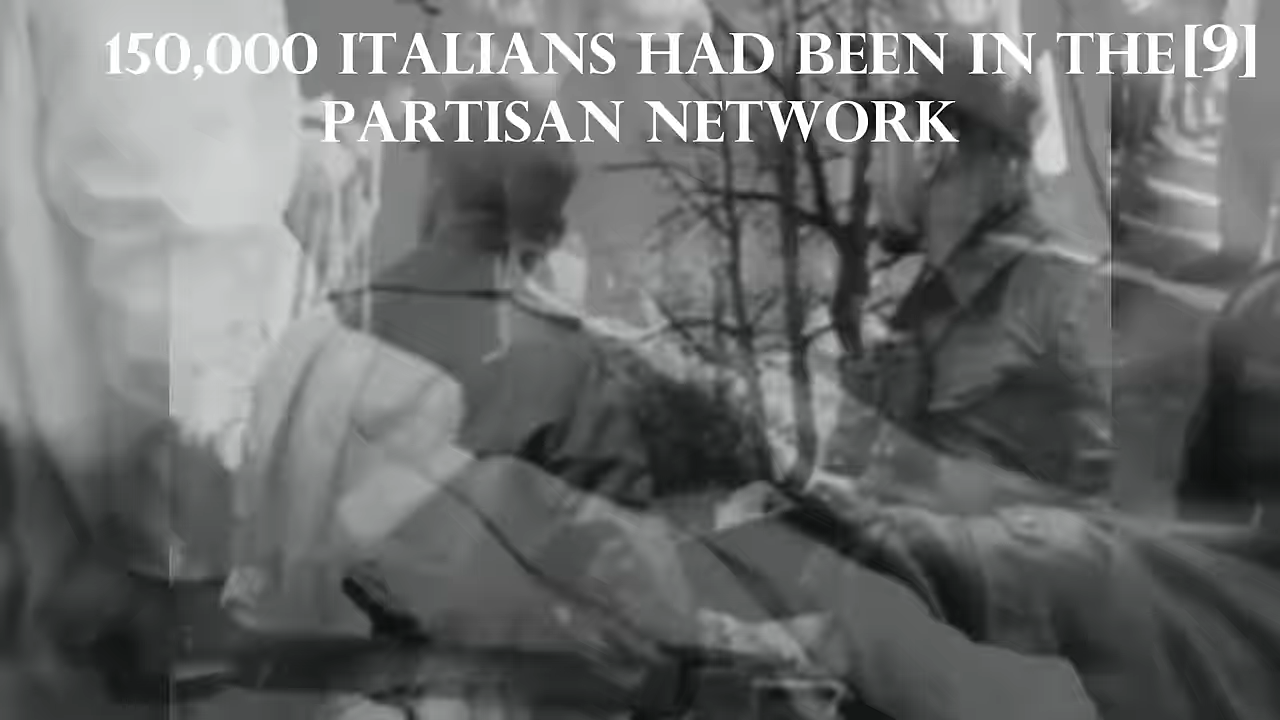 150,000 ITALIANS HAD BEEN IN THE[9]
PARTISAN NETWORK